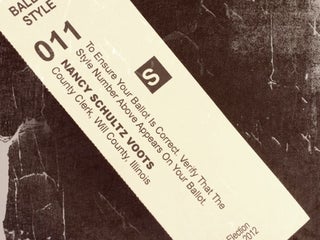 STYLE
011
S
To Ensure Your Ballot Is Correct, Verify That The
Style Number Above Appears On Your Ballot.
NANCY SCHULTZ VOOTS
County Clerk, Will County, Illinois
Election
2012